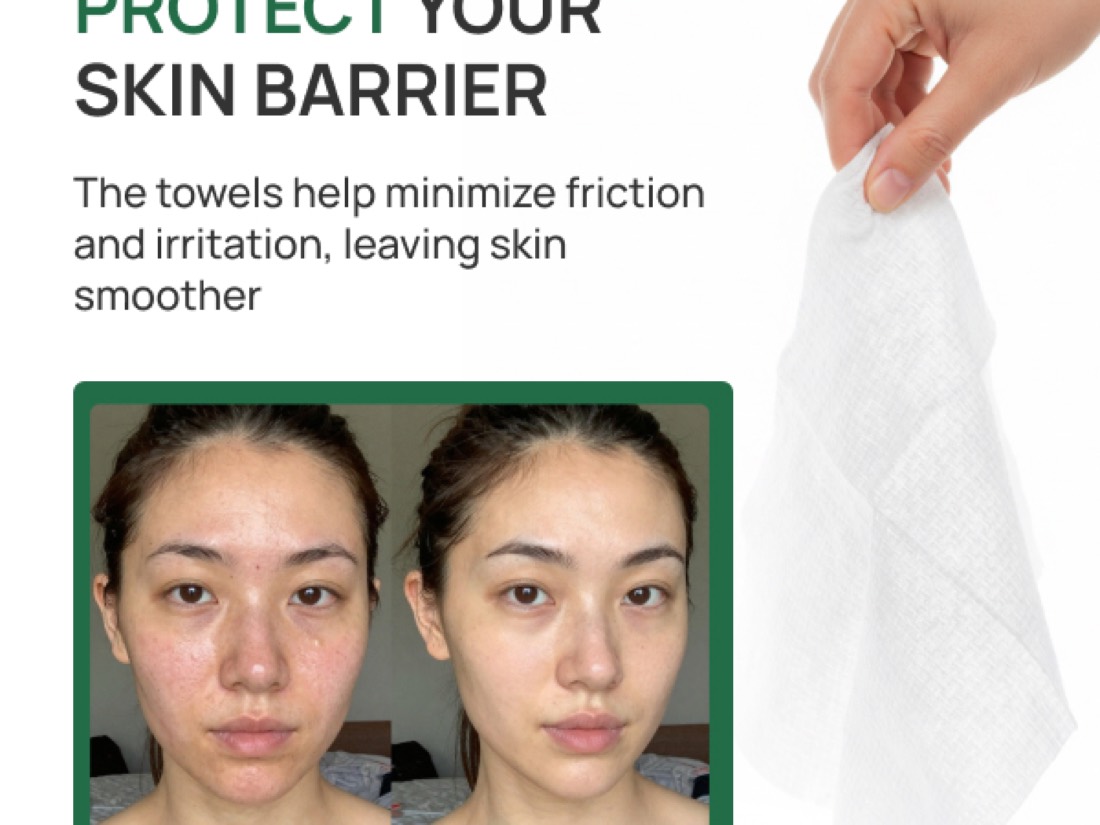 PROTECT YOUR
SKIN BARRIER
The towels help minimize friction
and irritation, leaving skin
smoother